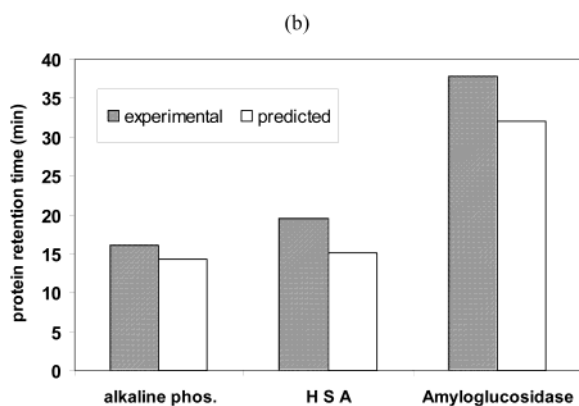 (b)
protein retention time (min)
40
35
30
25
20
15
10
5
0
experimental predicted
alkaline phos. H S A Amyloglucosidase